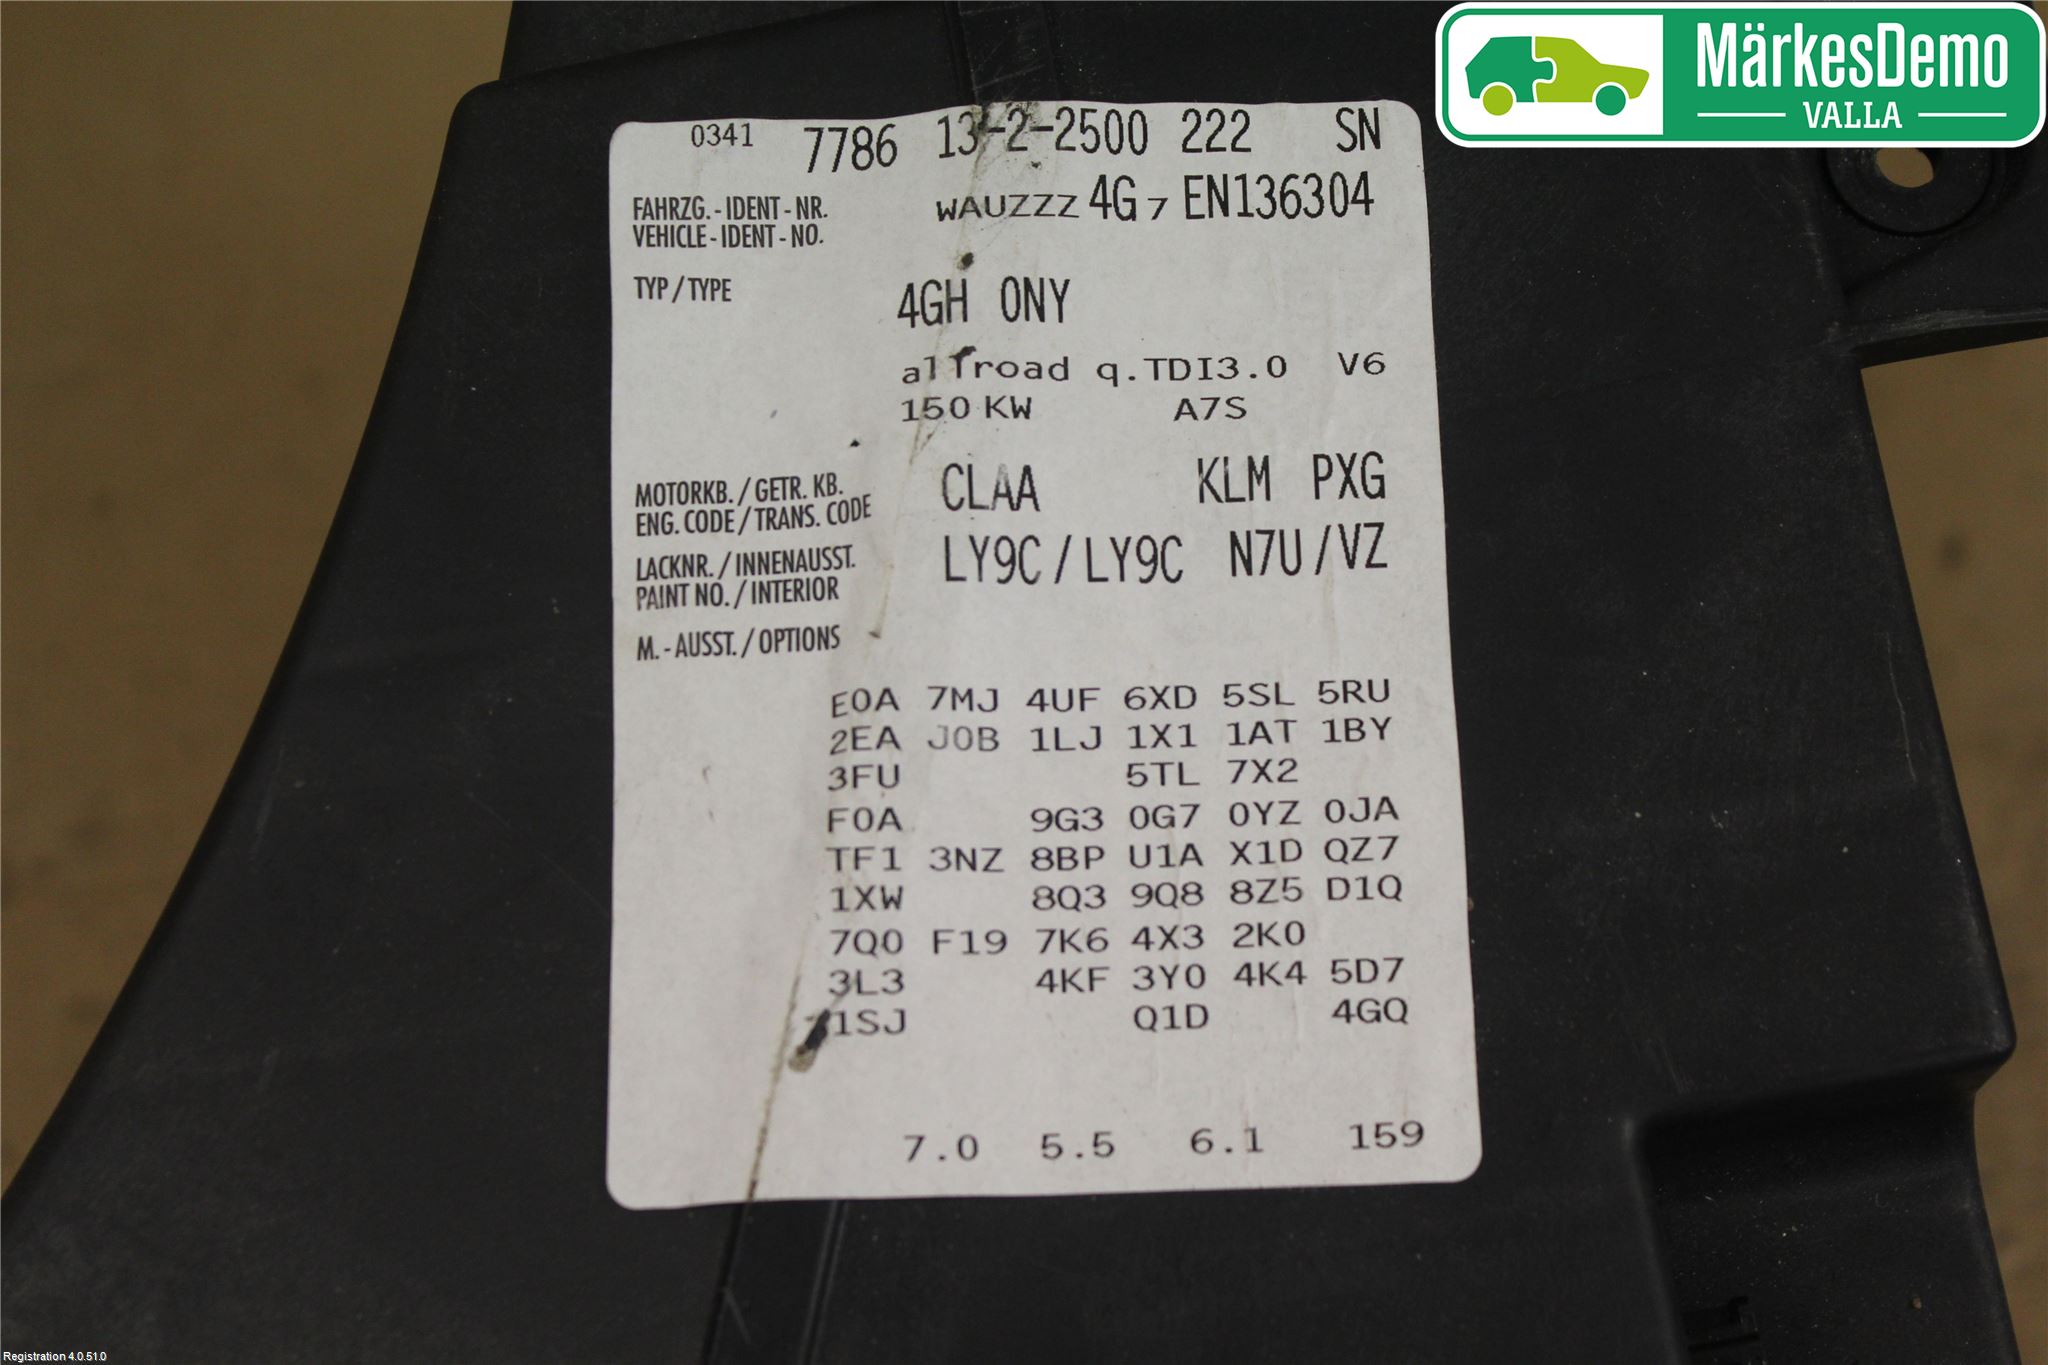 MärkesDemo
VALLA
0341 7786 13-2-2500 222 SN
FAHRZG.-IDENT-NR.
VEHICLE-IDENT-NO.
WAUZZZ 4G 7 EN136304
TYP/TYPE
4GH 0NY
allroad q.TDI3.0 V6
150 KW A7S
MOTORKB./GETR. KB.
ENG. CODE/TRANS. CODE
CLAA KLM PXG
LACKNR./INNENAUSST.
PAINT NO./INTERIOR
LY9C/LY9C N7U/VZ
M.-AUSST./OPTIONS
E0A 7MJ 4UF 6XD 5SL 5RU
2EA J0B 1LJ 1X1 1AT 1BY
3FU 5TL 7X2
F0A 9G3 0G7 0YZ 0JA
TF1 3NZ 8BP U1A X1D QZ7
1XW 8Q3 9Q8 8Z5 D1Q
7Q0 F19 7K6 4X3 2K0
3L3 4KF 3Y0 4K4 5D7
1SJ Q1D 4GQ
7.0 5.5 6.1 159
Registration 4.0.51.0